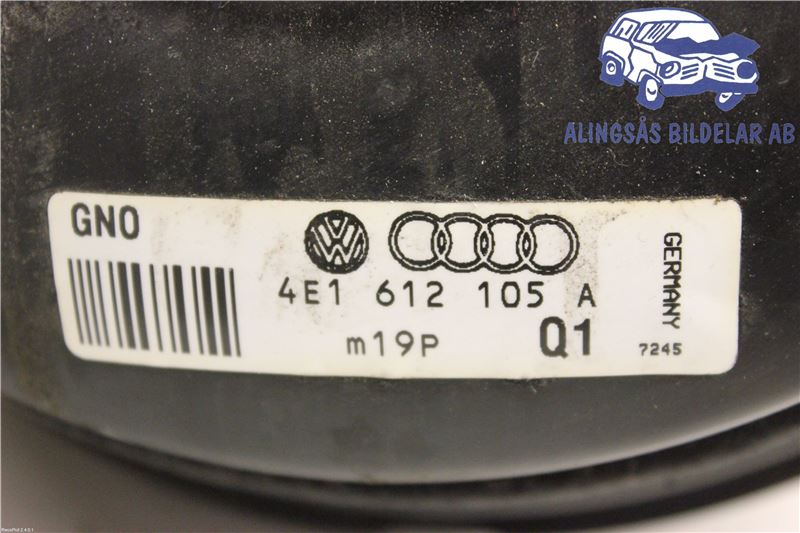 ALINGSÅS BILDELAR AB
GNO
4E1 612 105 A
m19P
Q1
GERMANY
7245